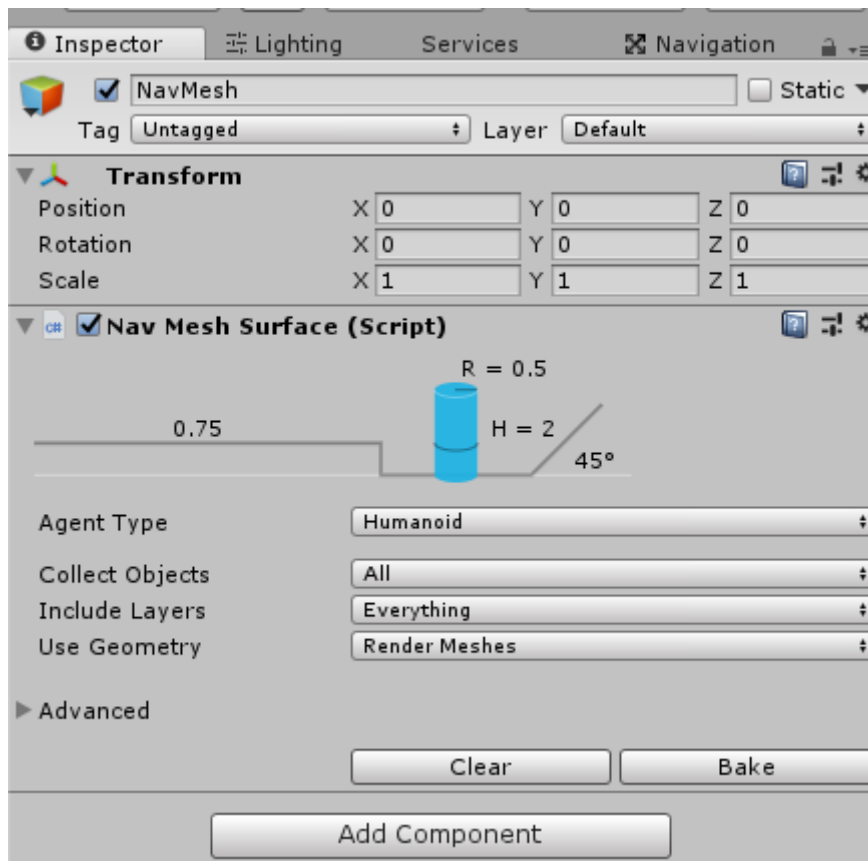 Inspector Lighting Services Navigation
NavMesh Static
Tag Untagged Layer Default
Transform
Position X 0 Y 0 Z 0
Rotation X 0 Y 0 Z 0
Scale X 1 Y 1 Z 1
c# Nav Mesh Surface (Script)
R = 0.5
0.75 H = 2
45°
Agent Type Humanoid
Collect Objects All
Include Layers Everything
Use Geometry Render Meshes
Advanced
Clear Bake
Add Component